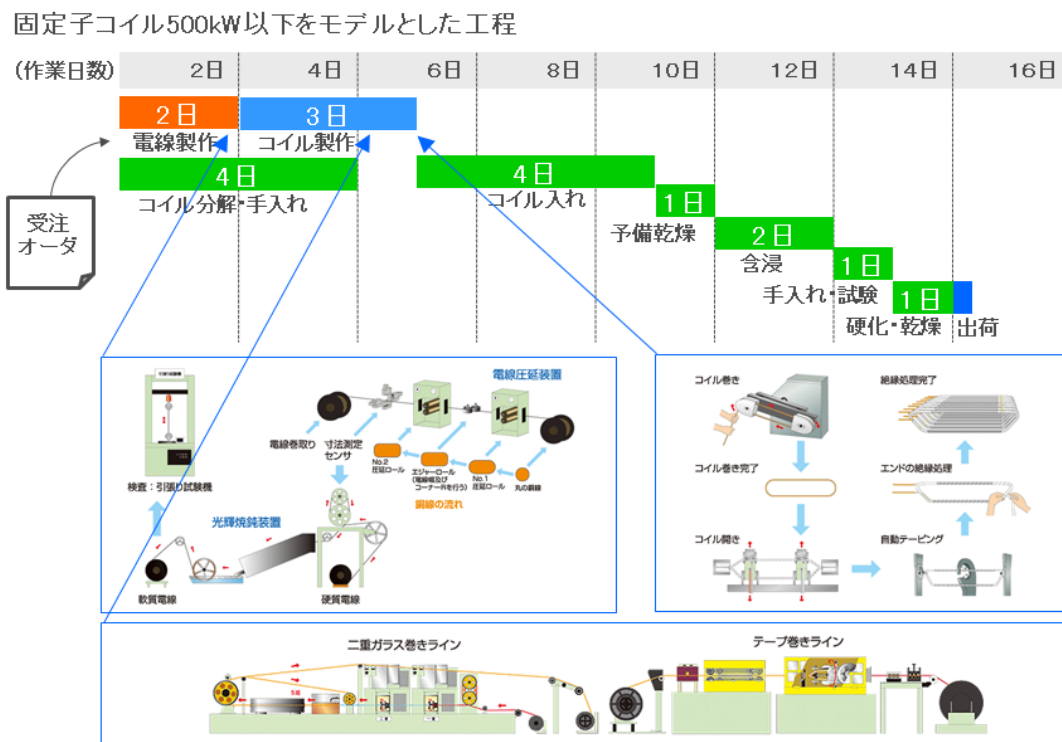 固定子コイル500kW以下をモデルとした工程
(作業日数) 2日 4日 6日 8日 10日 12日 14日 16日
2日 3日
電線製作 コイル製作
4日 4日
コイル分解・手入れ コイル入れ
1日
受注
オーダ
予備乾燥 2日
含浸 1日
手入れ・試験 1日
硬化・乾燥 出荷
引張り試験機
検査：引張り試験機
電線圧延装置
電線巻取り 寸法測定
センサ
No.2
圧延ロール
エジャーロール
(電線幅及び
コーナーRを行う)
No.1
圧延ロール
丸の銅線
銅線の流れ
光輝焼鈍装置
軟質電線 硬質電線
コイル巻き 絶縁処理完了
コイル巻き完了 エンドの絶縁処理
コイル開き 自動テーピング
二重ガラス巻きライン テープ巻きライン